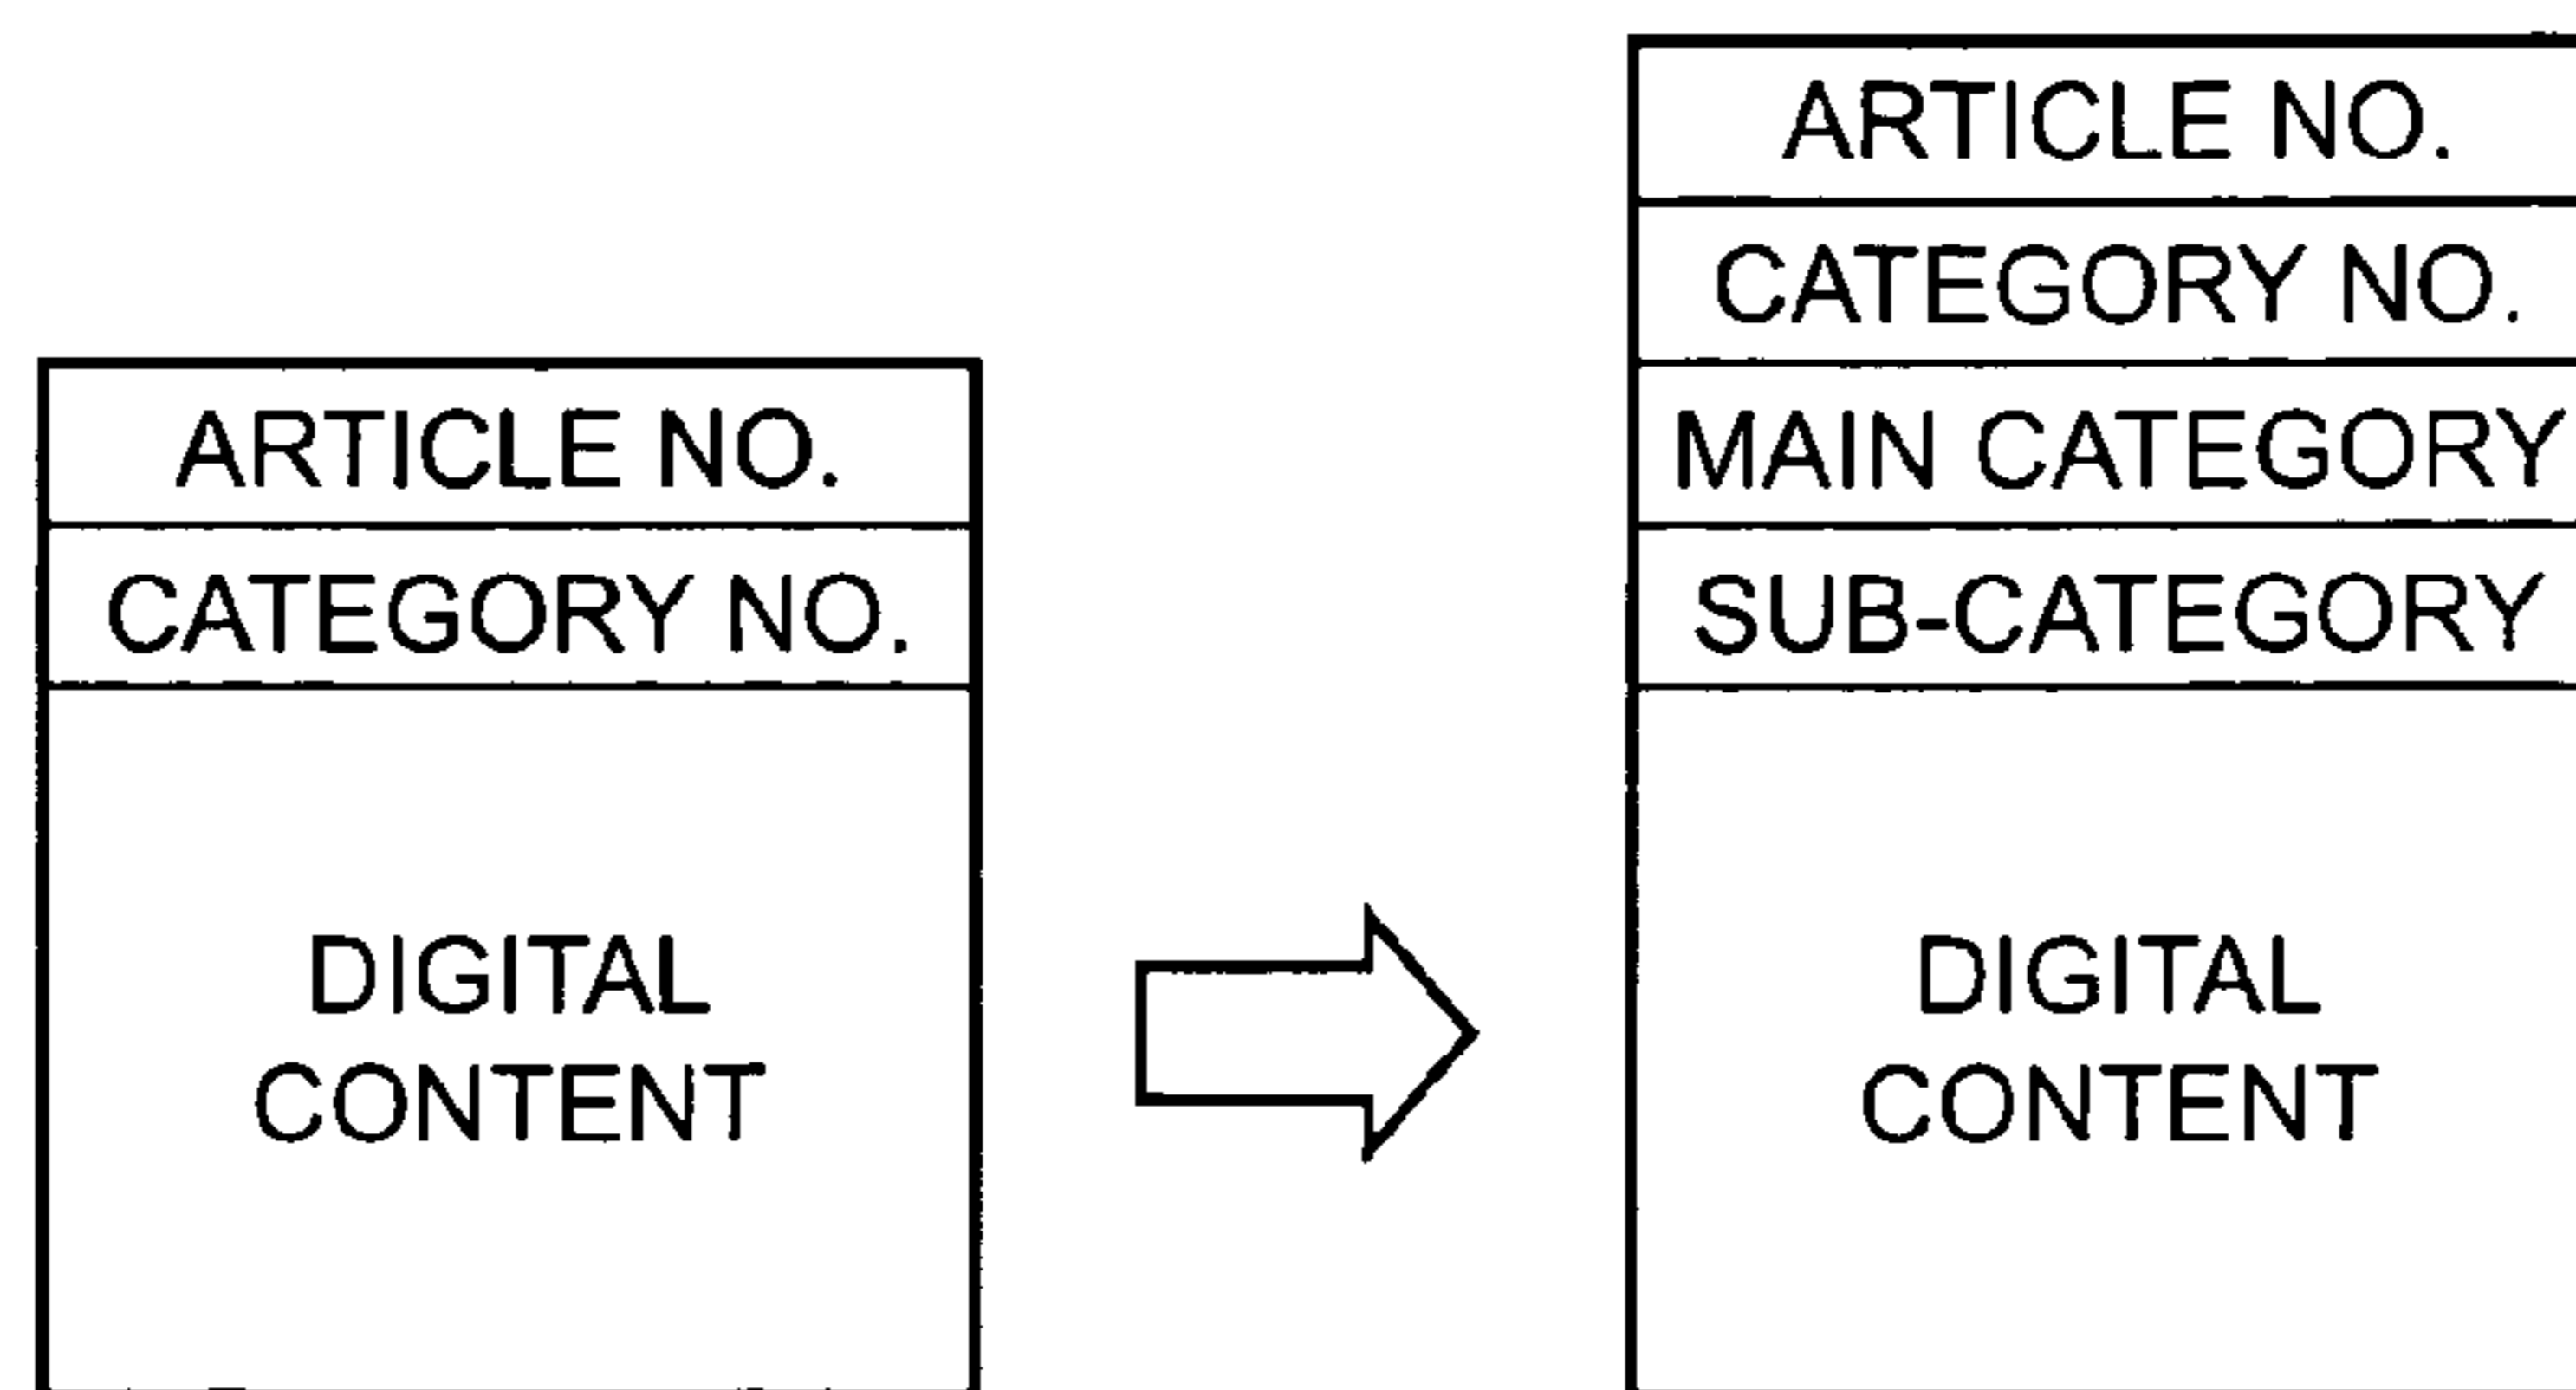 ARTICLE NO.
CATEGORY NO.
DIGITAL
CONTENT
ARTICLE NO.
CATEGORY NO.
MAIN CATEGORY
SUB-CATEGORY
DIGITAL
CONTENT